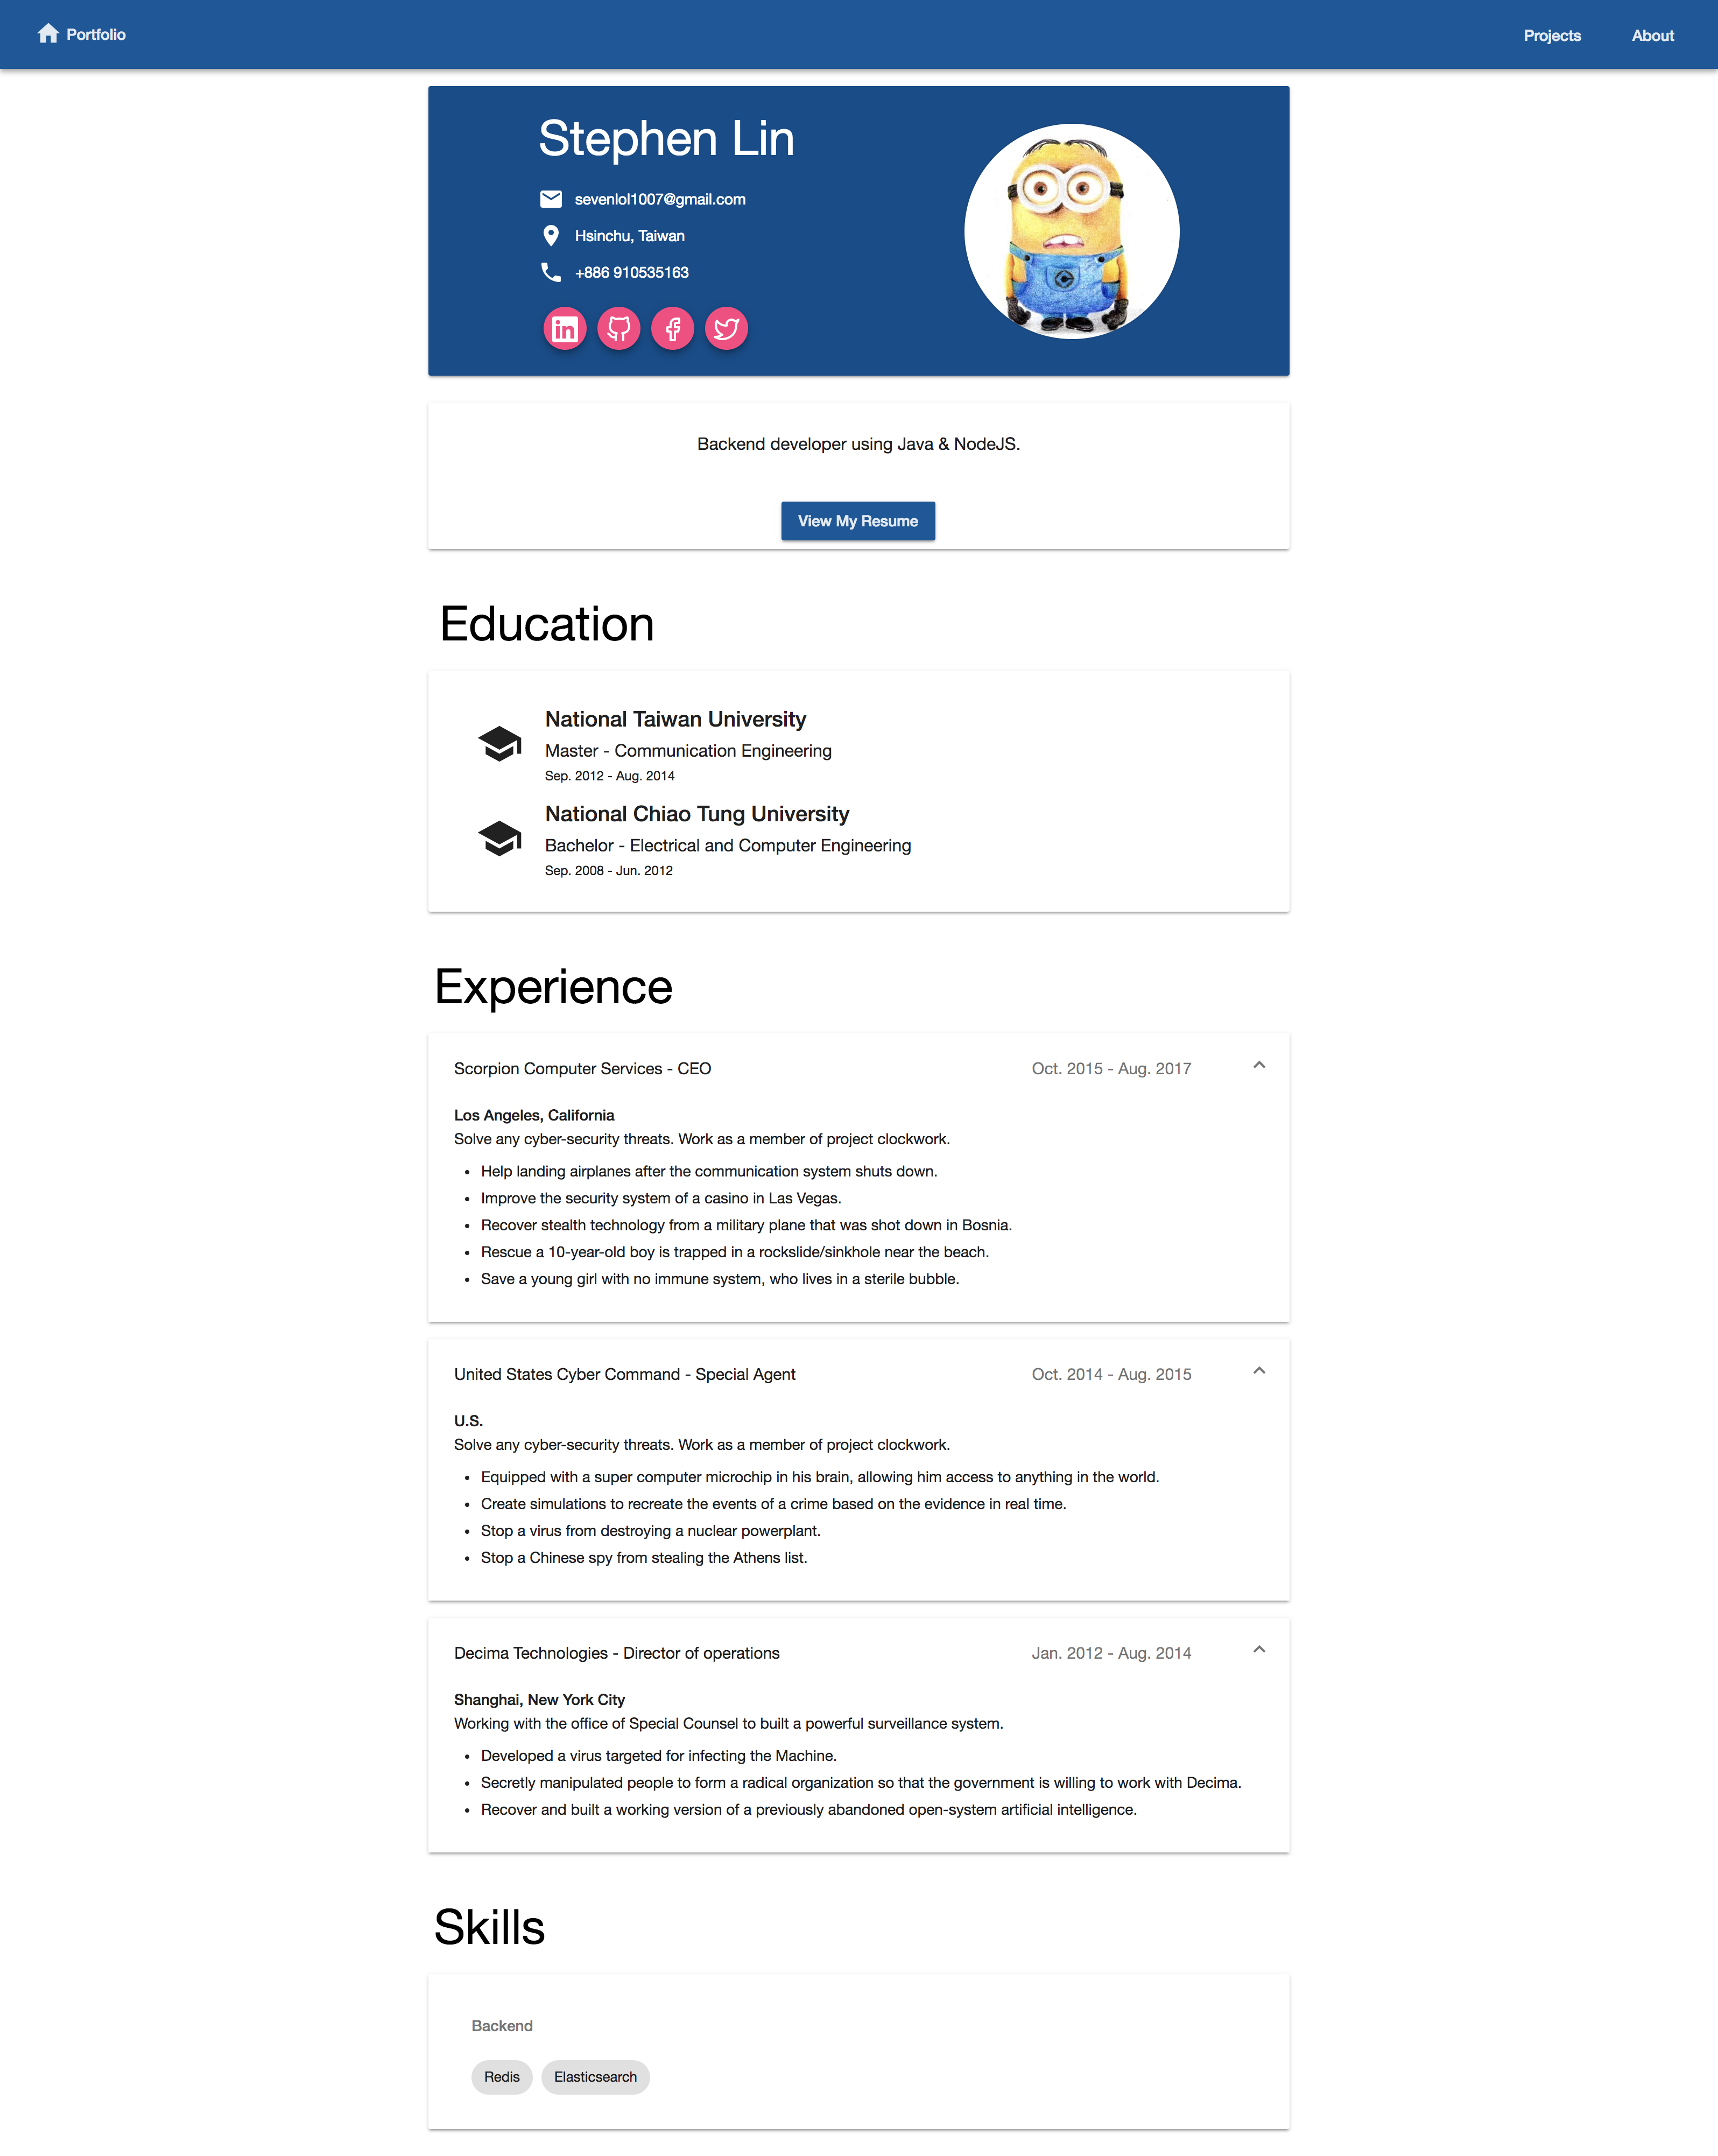 Portfolio
Projects
About
Stephen Lin
sevenlol1007@gmail.com
Hsinchu, Taiwan
+886 910535163
Backend developer using Java & NodeJS.
View My Resume
Education
National Taiwan University
Master - Communication Engineering
Sep. 2012 - Aug. 2014
National Chiao Tung University
Bachelor - Electrical and Computer Engineering
Sep. 2008 - Jun. 2012
Experience
Scorpion Computer Services - CEO
Oct. 2015 - Aug. 2017
Los Angeles, California
Solve any cyber-security threats. Work as a member of project clockwork.
• Help landing airplanes after the communication system shuts down.
• Improve the security system of a casino in Las Vegas.
• Recover stealth technology from a military plane that was shot down in Bosnia.
• Rescue a 10-year-old boy is trapped in a rockslide/sinkhole near the beach.
• Save a young girl with no immune system, who lives in a sterile bubble.
United States Cyber Command - Special Agent
Oct. 2014 - Aug. 2015
U.S.
Solve any cyber-security threats. Work as a member of project clockwork.
• Equipped with a super computer microchip in his brain, allowing him access to anything in the world.
• Create simulations to recreate the events of a crime based on the evidence in real time.
• Stop a virus from destroying a nuclear powerplant.
• Stop a Chinese spy from stealing the Athens list.
Decima Technologies - Director of operations
Jan. 2012 - Aug. 2014
Shanghai, New York City
Working with the office of Special Counsel to built a powerful surveillance system.
• Developed a virus targeted for infecting the Machine.
• Secretly manipulated people to form a radical organization so that the government is willing to work with Decima.
• Recover and built a working version of a previously abandoned open-system artificial intelligence.
Skills
Backend
Redis
Elasticsearch